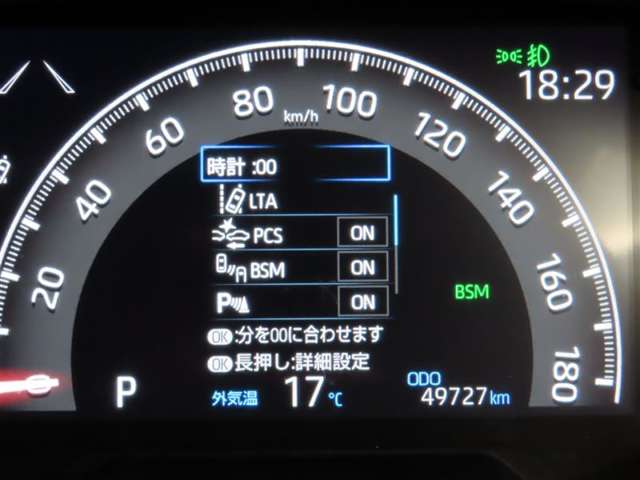 18:29
0
20
40
60
80
km/h
100
120
140
160
180
時計 :00
LTA
PCS ON
BSM ON
P ON
OK :分を00に合わせます
OK 長押し:詳細設定
BSM
P
外気温 17 ℃
ODO
49727 km